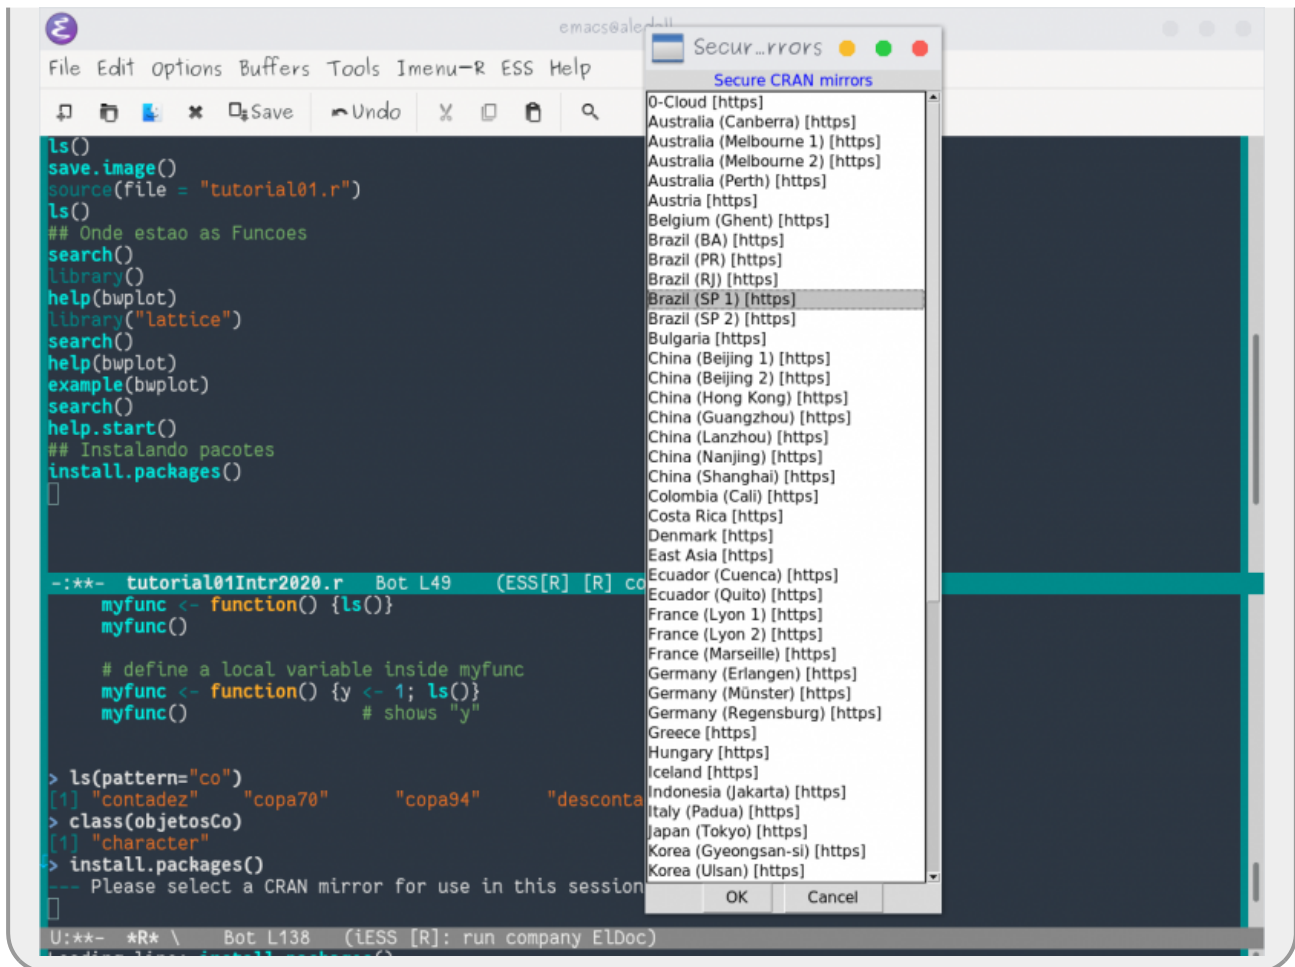 emacs@aledall
File Edit Options Buffers Tools Imenu-R ESS Help
Save Undo
ls()
save.image()
source(file = "tutorial01.r")
ls()
## Onde estao as Funcoes
search()
library()
help(bwplot)
library("lattice")
search()
help(bwplot)
example(bwplot)
search()
help.start()
## Instalando pacotes
install.packages()
-:**- tutorial01Intr2020.r Bot L49 (ESS[R] [R] co
myfunc <- function() {ls()}
myfunc()
# define a local variable inside myfunc
myfunc <- function() {y <- 1; ls()}
myfunc() # shows "y"
> ls(pattern="co")
[1] "contadez" "copa70" "copa94" "desconta
> class(objetosCo)
[1] "character"
> install.packages()
--- Please select a CRAN mirror for use in this session
U:**- *R* \ Bot L138 (iESS [R]: run company ElDoc)
Loading line: install.packages()
Secur…rrors
Secure CRAN mirrors
0-Cloud [https]
Australia (Canberra) [https]
Australia (Melbourne 1) [https]
Australia (Melbourne 2) [https]
Australia (Perth) [https]
Austria [https]
Belgium (Ghent) [https]
Brazil (BA) [https]
Brazil (PR) [https]
Brazil (RJ) [https]
Brazil (SP 1) [https]
Brazil (SP 2) [https]
Bulgaria [https]
China (Beijing 1) [https]
China (Beijing 2) [https]
China (Hong Kong) [https]
China (Guangzhou) [https]
China (Lanzhou) [https]
China (Nanjing) [https]
China (Shanghai) [https]
Colombia (Cali) [https]
Costa Rica [https]
Denmark [https]
East Asia [https]
Ecuador (Cuenca) [https]
Ecuador (Quito) [https]
France (Lyon 1) [https]
France (Lyon 2) [https]
France (Marseille) [https]
Germany (Erlangen) [https]
Germany (Münster) [https]
Germany (Regensburg) [https]
Greece [https]
Hungary [https]
Iceland [https]
Indonesia (Jakarta) [https]
Italy (Padua) [https]
Japan (Tokyo) [https]
Korea (Gyeongsan-si) [https]
Korea (Ulsan) [https]
OK Cancel